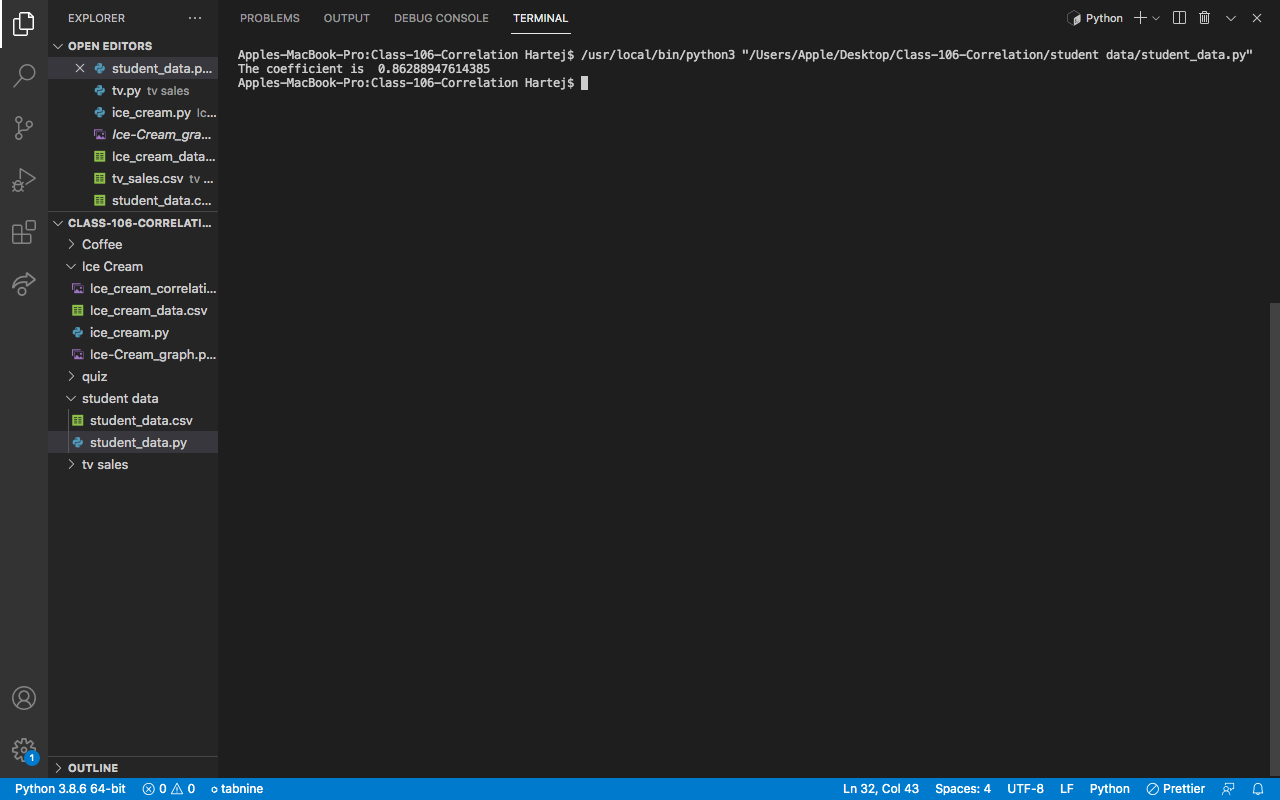 EXPLORER
OPEN EDITORS
student_data.p...
tv.py tv sales
ice_cream.py Ic...
Ice-Cream_gra...
Ice_cream_data...
tv_sales.csv tv ...
student_data.c...
CLASS-106-CORRELATI...
Coffee
Ice Cream
Ice_cream_correlati...
Ice_cream_data.csv
ice_cream.py
Ice-Cream_graph.p...
quiz
student data
student_data.csv
student_data.py
tv sales
OUTLINE
PROBLEMS OUTPUT DEBUG CONSOLE TERMINAL Python
Apples-MacBook-Pro:Class-106-Correlation Hartej$ /usr/local/bin/python3 "/Users/Apple/Desktop/Class-106-Correlation/student data/student_data.py"
The coefficient is  0.86288947614385
Apples-MacBook-Pro:Class-106-Correlation Hartej$
1
Python 3.8.6 64-bit 0 0 tabnine Ln 32, Col 43 Spaces: 4 UTF-8 LF Python Prettier